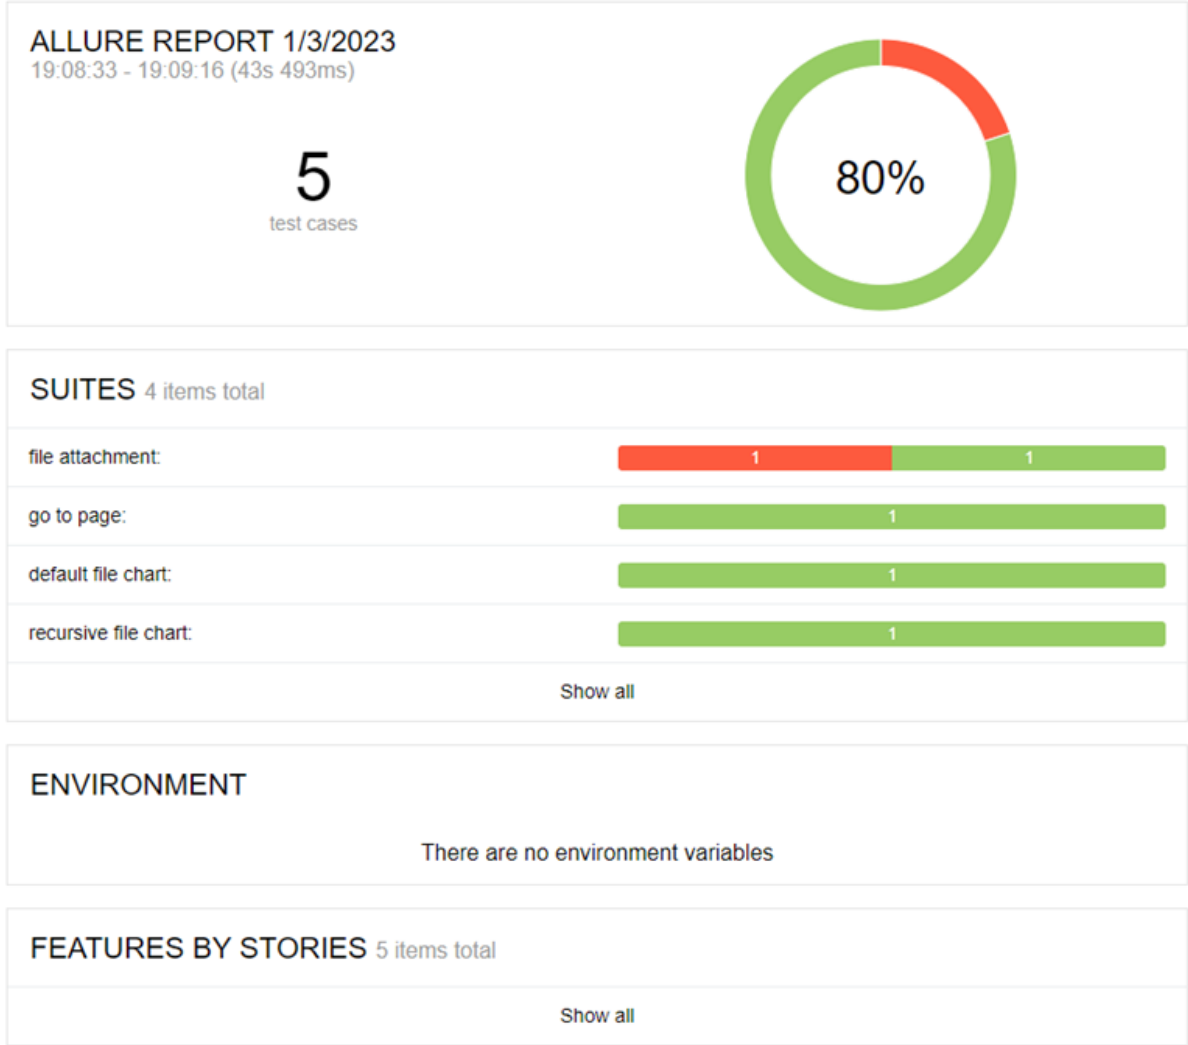 ALLURE REPORT 1/3/2023
19:08:33 - 19:09:16 (43s 493ms)
5
test cases
80%
SUITES 4 items total
file attachment: 1 1
go to page: 1
default file chart: 1
recursive file chart: 1
Show all
ENVIRONMENT
There are no environment variables
FEATURES BY STORIES 5 items total
Show all